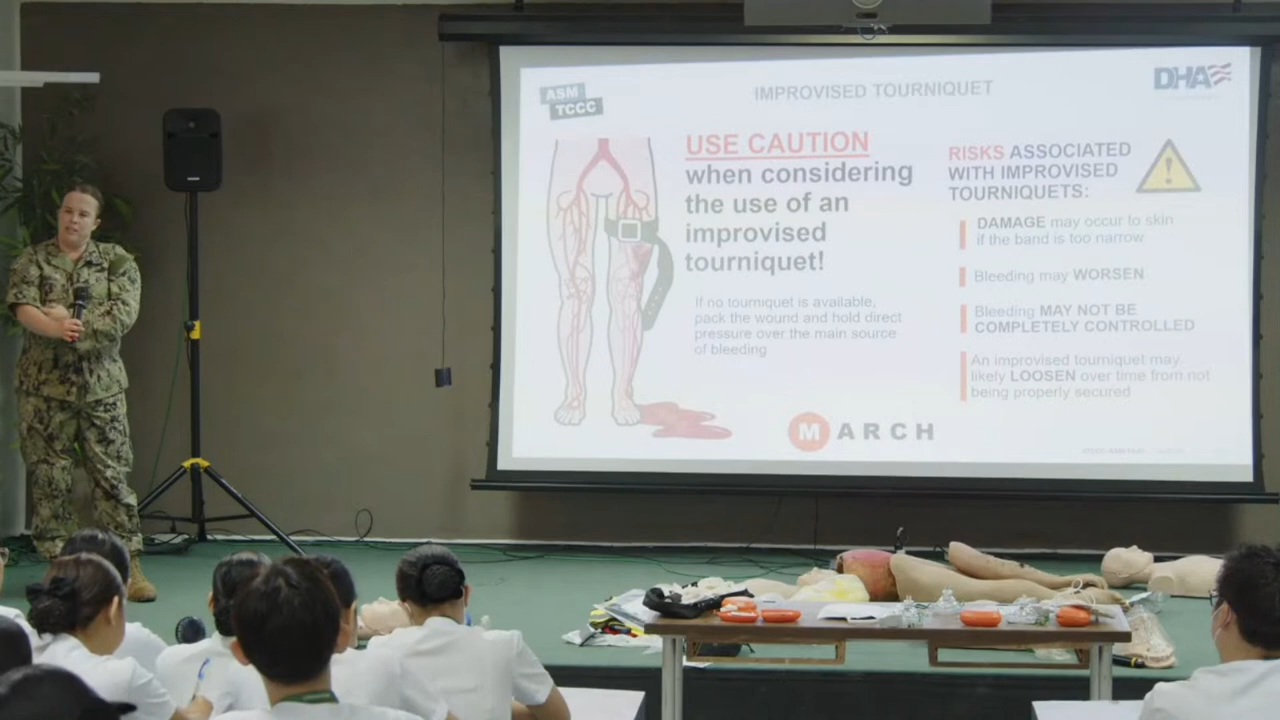 ASM
TCCC
IMPROVISED TOURNIQUET
DHA
USE CAUTION
when considering
the use of an
improvised
tourniquet!
If no tourniquet is available,
pack the wound and hold direct
pressure over the main source
of bleeding
RISKS ASSOCIATED
WITH IMPROVISED
TOURNIQUETS:
DAMAGE may occur to skin
if the band is too narrow
Bleeding may WORSEN
Bleeding MAY NOT BE
COMPLETELY CONTROLLED
An improvised tourniquet may
likely LOOSEN over time from not
being properly secured
MARCH